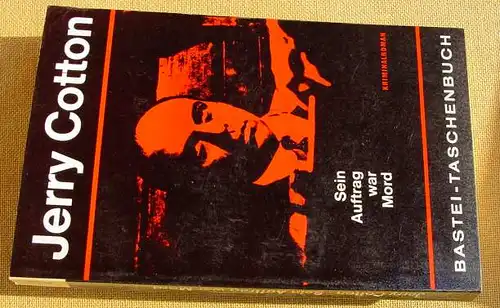 Jerry Cotton
Sein
Auftrag
war
Mord
KRIMINALROMAN
BASTEI-TASCHENBUCH